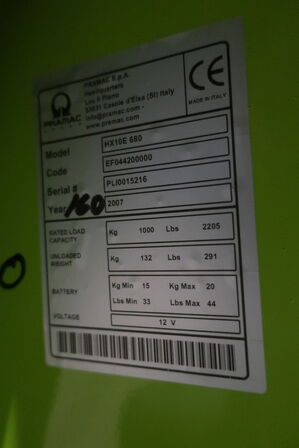 PRAMAC
PRAMAC S.p.A.
Headquarters
Loc. Il Piano
53031 Casole d'Elsa (SI) Italy
info@pramac.com -
www.pramac.com
CE
MADE IN ITALY
Model HX10E 680
Code EF044200000
Serial # PLI0015216
Year 2007
160
RATED LOAD CAPACITY Kg 1000 Lbs 2205
UNLOADED WEIGHT Kg 132 Lbs 291
BATTERY Kg Min 15 Kg Max 20
Lbs Min 33 Lbs Max 44
VOLTAGE 12 V